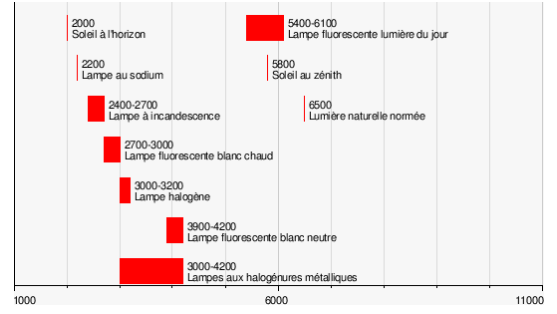 2000
Soleil à l'horizon
2200
Lampe au sodium
2400-2700
Lampe à incandescence
2700-3000
Lampe fluorescente blanc chaud
3000-3200
Lampe halogène
3900-4200
Lampe fluorescente blanc neutre
3000-4200
Lampes aux halogénures métalliques
5400-6100
Lampe fluorescente lumière du jour
5800
Soleil au zénith
6500
Lumière naturelle normée
1000 6000 11000